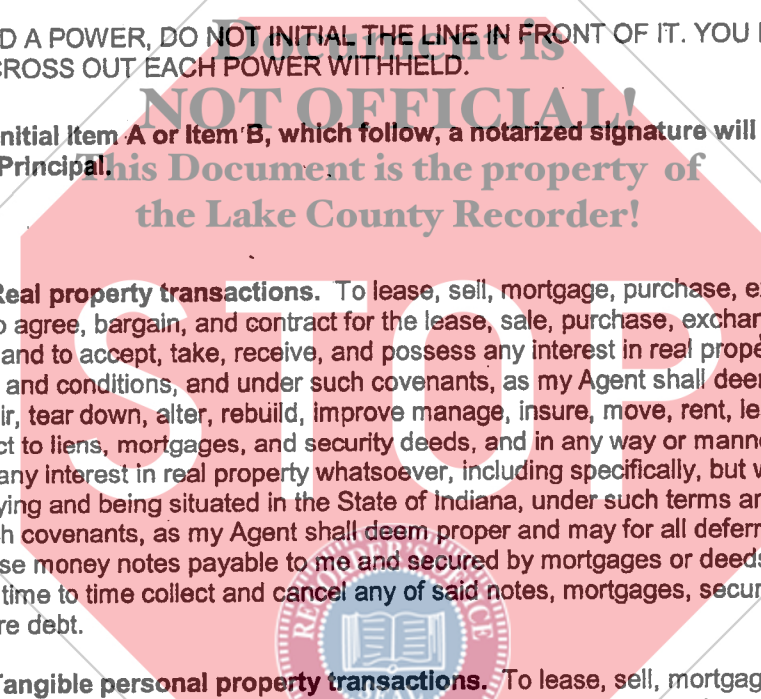 Document is
D A POWER, DO NOT INITIAL THE LINE IN FRONT OF IT. YOU
CROSS OUT EACH POWER WITHHELD.
NOT OFFICIAL!
nitial Item A or Item B, which follow, a notarized signature will
Principal.
This Document is the property of
the Lake County Recorder!
STOP
Real property transactions. To lease, sell, mortgage, purchase, ex
o agree, bargain, and contract for the lease, sale, purchase, exchan
and to accept, take, receive, and possess any interest in real prope
and conditions, and under such covenants, as my Agent shall deem
ir, tear down, alter, rebuild, improve manage, insure, move, rent, le
ct to liens, mortgages, and security deeds, and in any way or manne
any interest in real property whatsoever, including specifically, but w
ying and being situated in the State of Indiana, under such terms an
h covenants, as my Agent shall deem proper and may for all deferr
se money notes payable to me and secured by mortgages or deeds
time to time collect and cancel any of said notes, mortgages, secur
re debt.
RECORDER'S OFFICE
Tangible personal property transactions. To lease, sell, mortgag